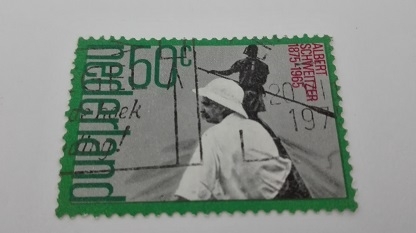 nederland
50c
ALBERT
SCHWEITZER
1875-1965
20
197